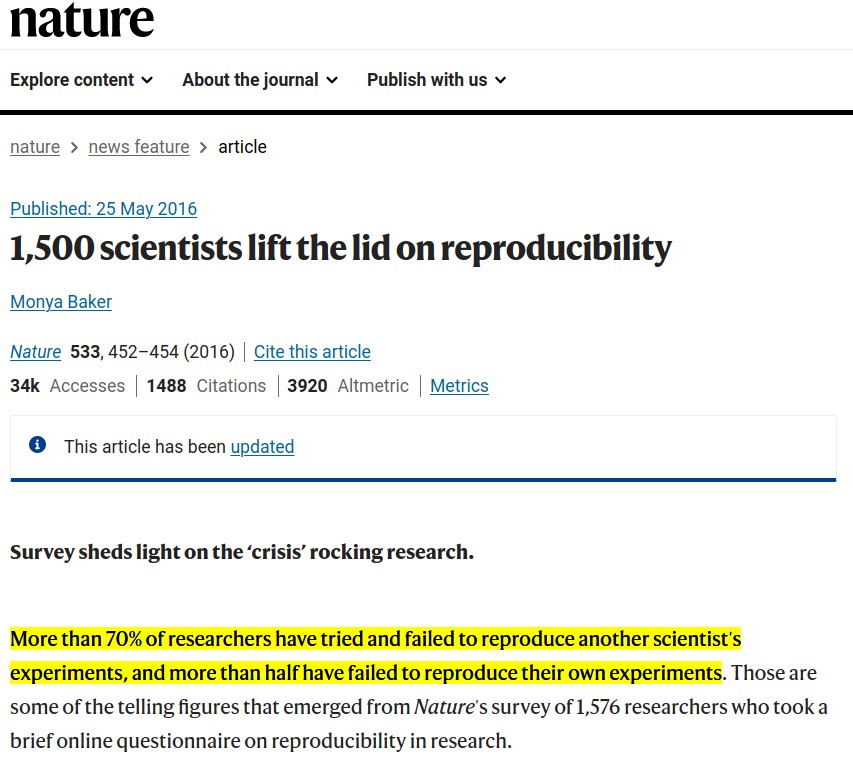 nature
Explore content About the journal Publish with us
nature > news feature > article
Published: 25 May 2016
1,500 scientists lift the lid on reproducibility
Monya Baker
Nature 533, 452–454 (2016) | Cite this article
34k Accesses | 1488 Citations | 3920 Altmetric | Metrics
This article has been updated
Survey sheds light on the ‘crisis’ rocking research.
More than 70% of researchers have tried and failed to reproduce another scientist's
experiments, and more than half have failed to reproduce their own experiments. Those are
some of the telling figures that emerged from Nature's survey of 1,576 researchers who took a
brief online questionnaire on reproducibility in research.